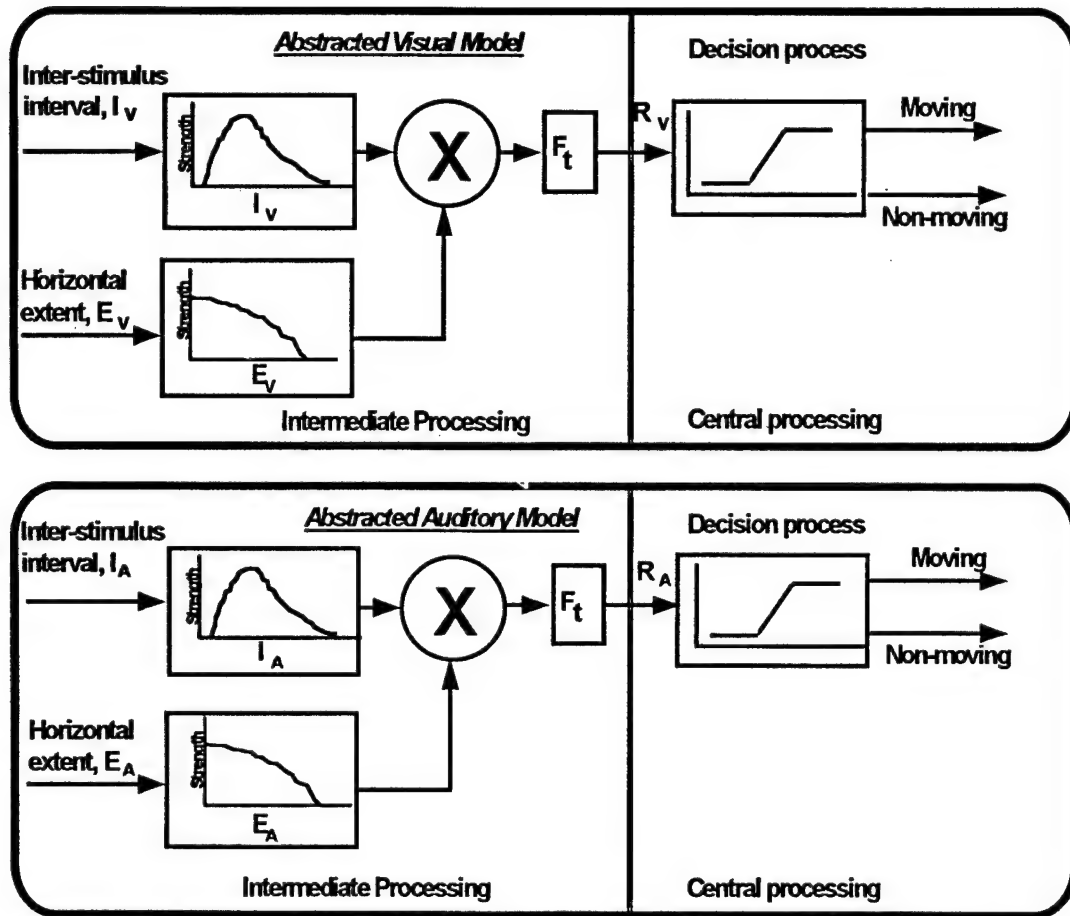 Abstracted Visual Model
Decision process
Inter-stimulus
interval, I V
Strength
I V
X
F t
R V
Moving
Non-moving
Horizontal
extent, E V
Strength
E V
Intermediate Processing
Central processing
Abstracted Auditory Model
Decision process
Inter-stimulus
interval, I A
Strength
I A
X
F t
R A
Moving
Non-moving
Horizontal
extent, E A
Strength
E A
Intermediate Processing
Central processing